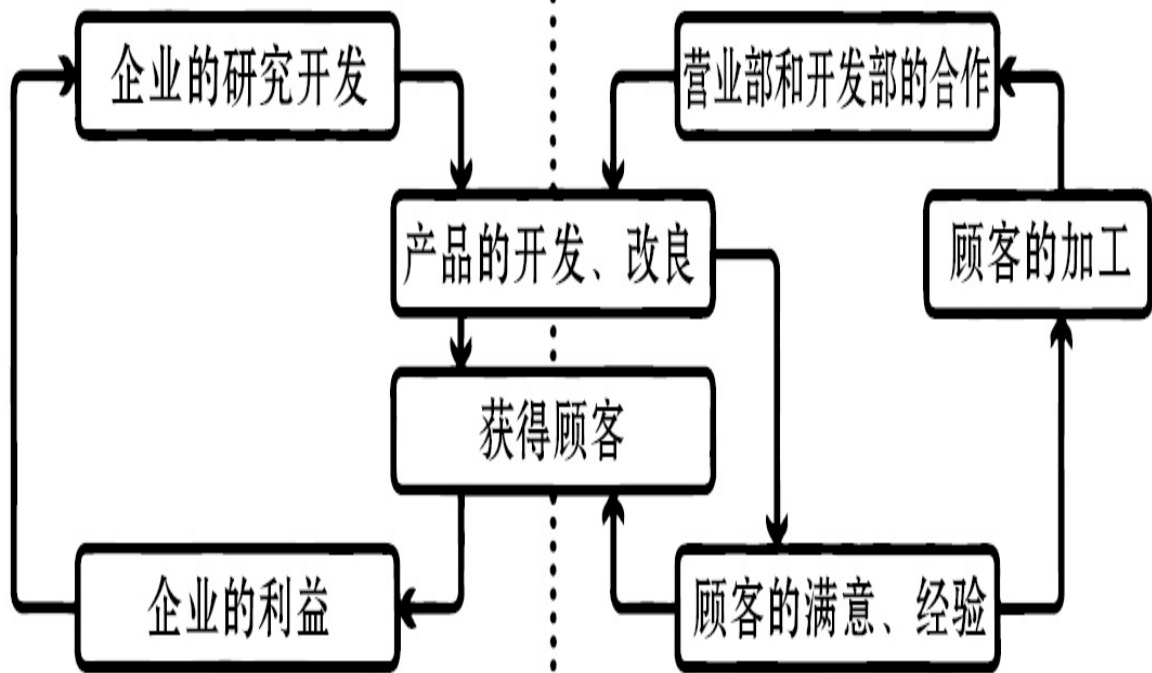 企业的研究开发
营业部和开发部的合作
产品的开发、改良
顾客的加工
获得顾客
企业的利益
顾客的满意、经验